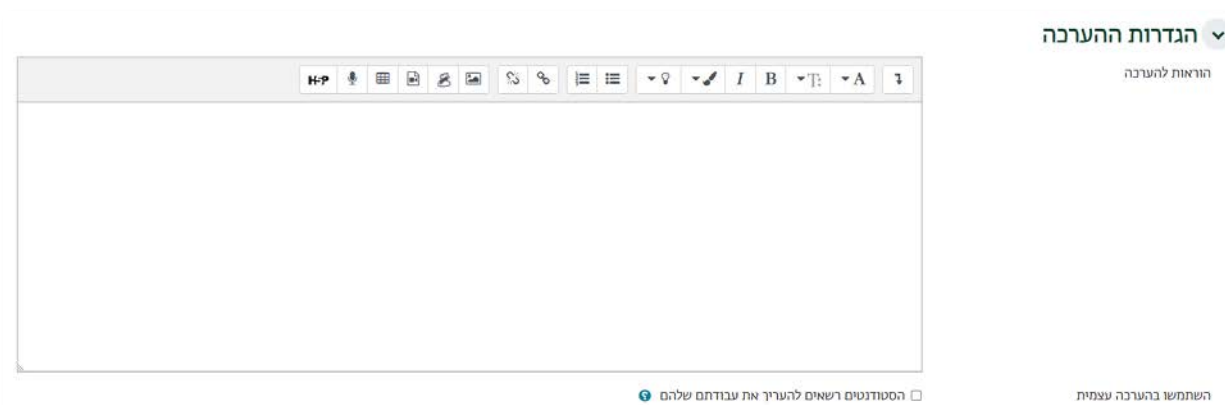 הגדרות ההערכה
הוראות להערכה
A T B I H-P
השתמשו בהערכה עצמית
הסטודנטים רשאים להעריך את עבודתם שלהם